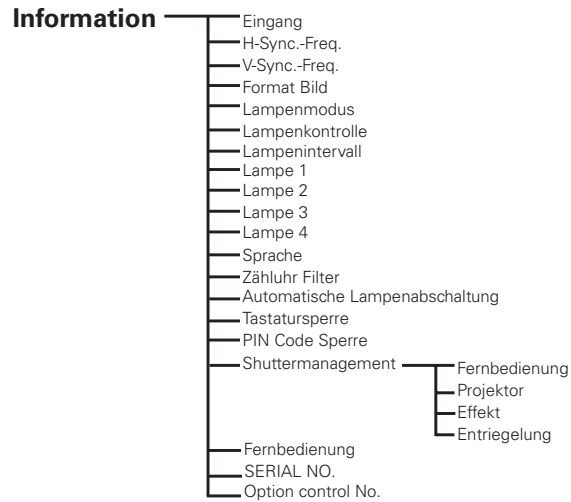 Information
Eingang
H-Sync.-Freq.
V-Sync.-Freq.
Format Bild
Lampenmodus
Lampenkontrolle
Lampenintervall
Lampe 1
Lampe 2
Lampe 3
Lampe 4
Sprache
Zähluhr Filter
Automatische Lampenabschaltung
Tastatursperre
PIN Code Sperre
Shuttermanagement
Fernbedienung
Projektor
Effekt
Entriegelung
Fernbedienung
SERIAL NO.
Option control No.